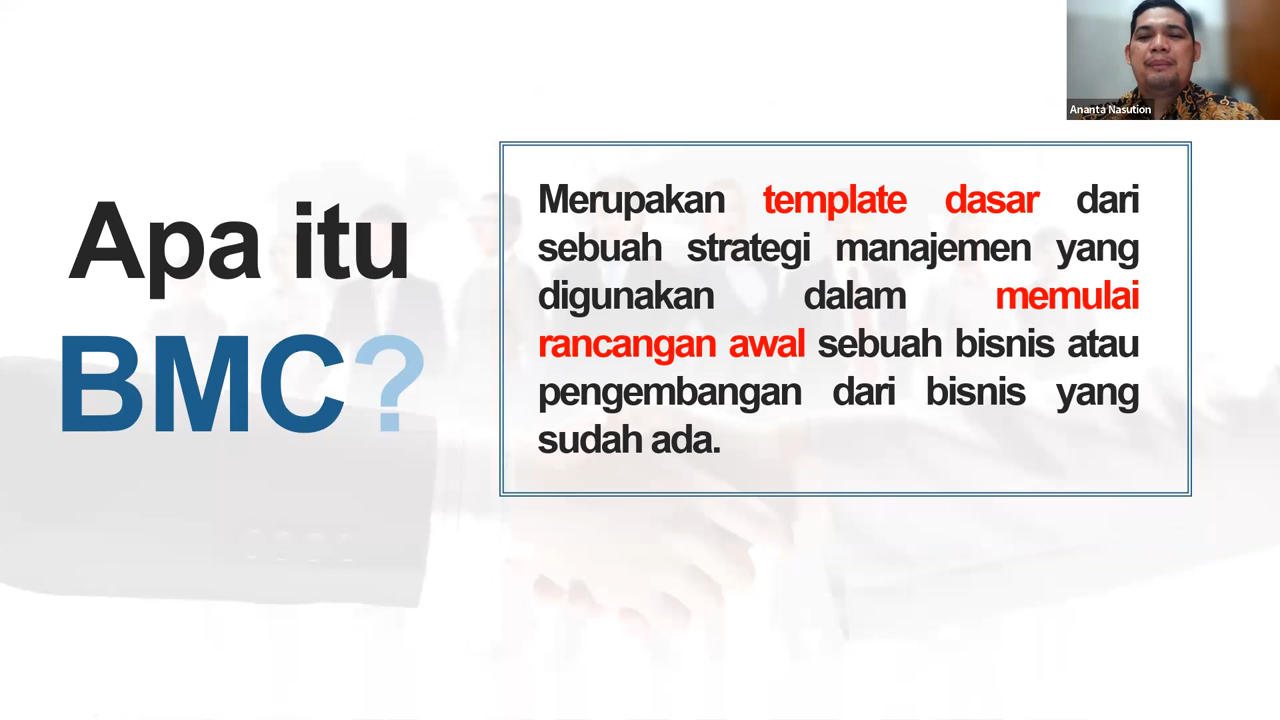 Apa itu
BMC?
Merupakan template dasar dari
sebuah strategi manajemen yang
digunakan dalam memulai
rancangan awal sebuah bisnis atau
pengembangan dari bisnis yang
sudah ada.
Ananta Nasution